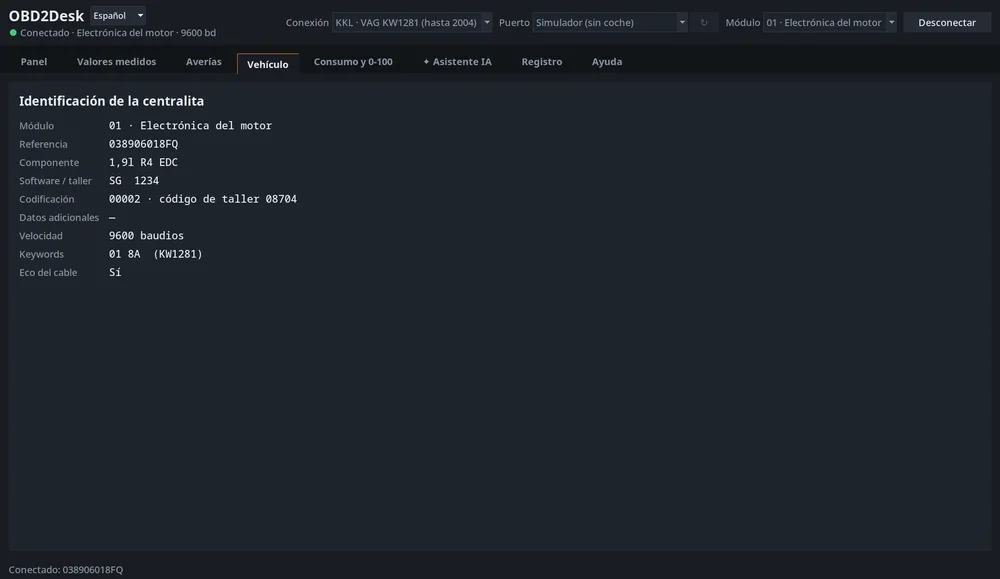 OBD2Desk Español
Conectado · Electrónica del motor · 9600 bd
Conexión KKL · VAG KW1281 (hasta 2004) Puerto Simulador (sin coche) ↻ Módulo 01 · Electrónica del motor Desconectar
Panel Valores medidos Averías Vehículo Consumo y 0-100 ✦ Asistente IA Registro Ayuda
Identificación de la centralita
Módulo 01 · Electrónica del motor
Referencia 038906018FQ
Componente 1,9l R4 EDC
Software / taller SG  1234
Codificación 00002 · código de taller 08704
Datos adicionales —
Velocidad 9600 baudios
Keywords 01 8A  (KW1281)
Eco del cable Sí
Conectado: 038906018FQ